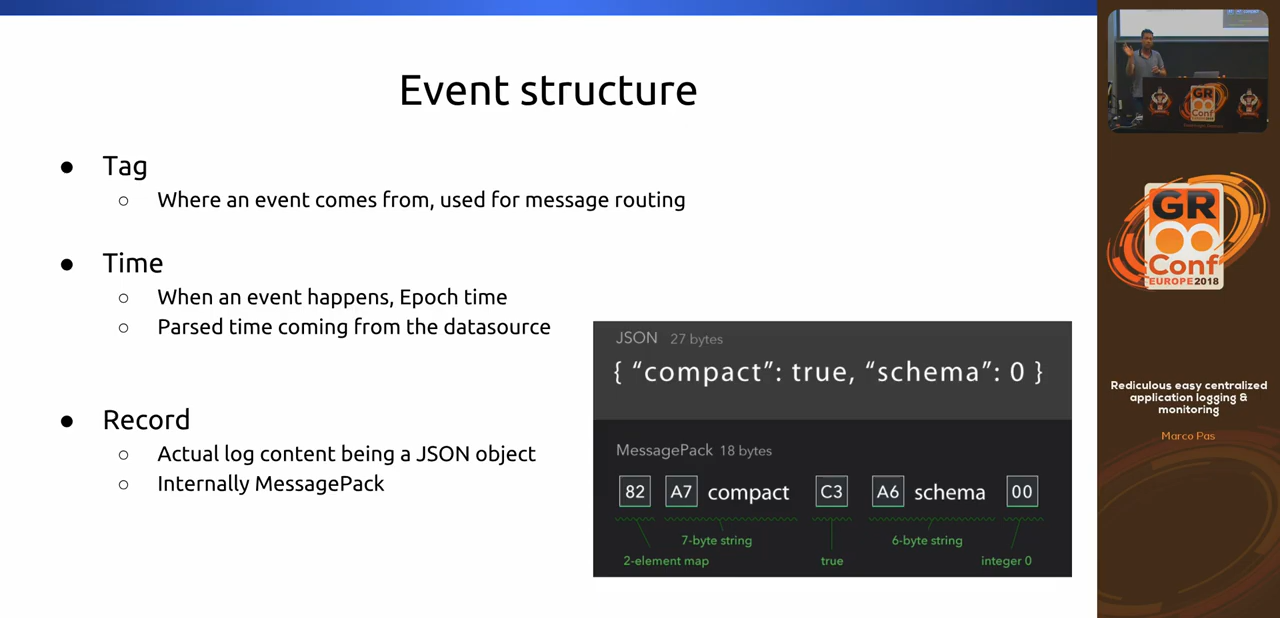 Event structure
● Tag
○ Where an event comes from, used for message routing
● Time
○ When an event happens, Epoch time
○ Parsed time coming from the datasource
● Record
○ Actual log content being a JSON object
○ Internally MessagePack
JSON 27 bytes
{ “compact”: true, “schema”: 0 }
MessagePack 18 bytes
82 A7 compact C3 A6 schema 00
7-byte string 6-byte string
2-element map true integer 0
GR
Conf
EUROPE 2018
Rediculous easy centralized
application logging &
monitoring
Marco Pas